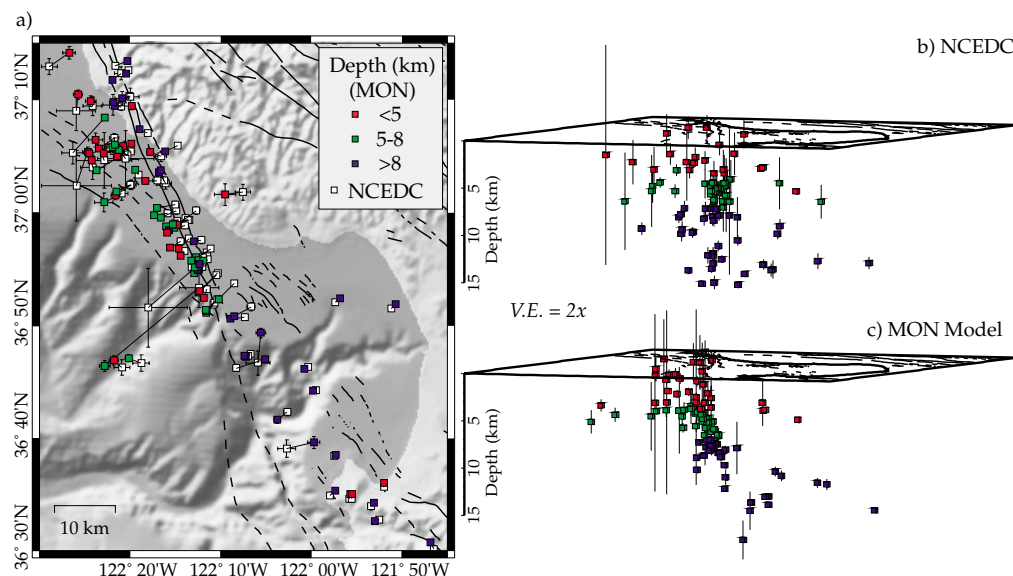 a)
Depth (km)
(MON)
<5
5-8
>8
NCEDC
37° 10'N
37° 00'N
36° 50'N
36° 40'N
36° 30'N
10 km
122° 20'W
122° 10'W
122° 00'W
121° 50'W
b) NCEDC
5
10
15
Depth (km)
V.E. = 2x
c) MON Model
5
10
15
Depth (km)